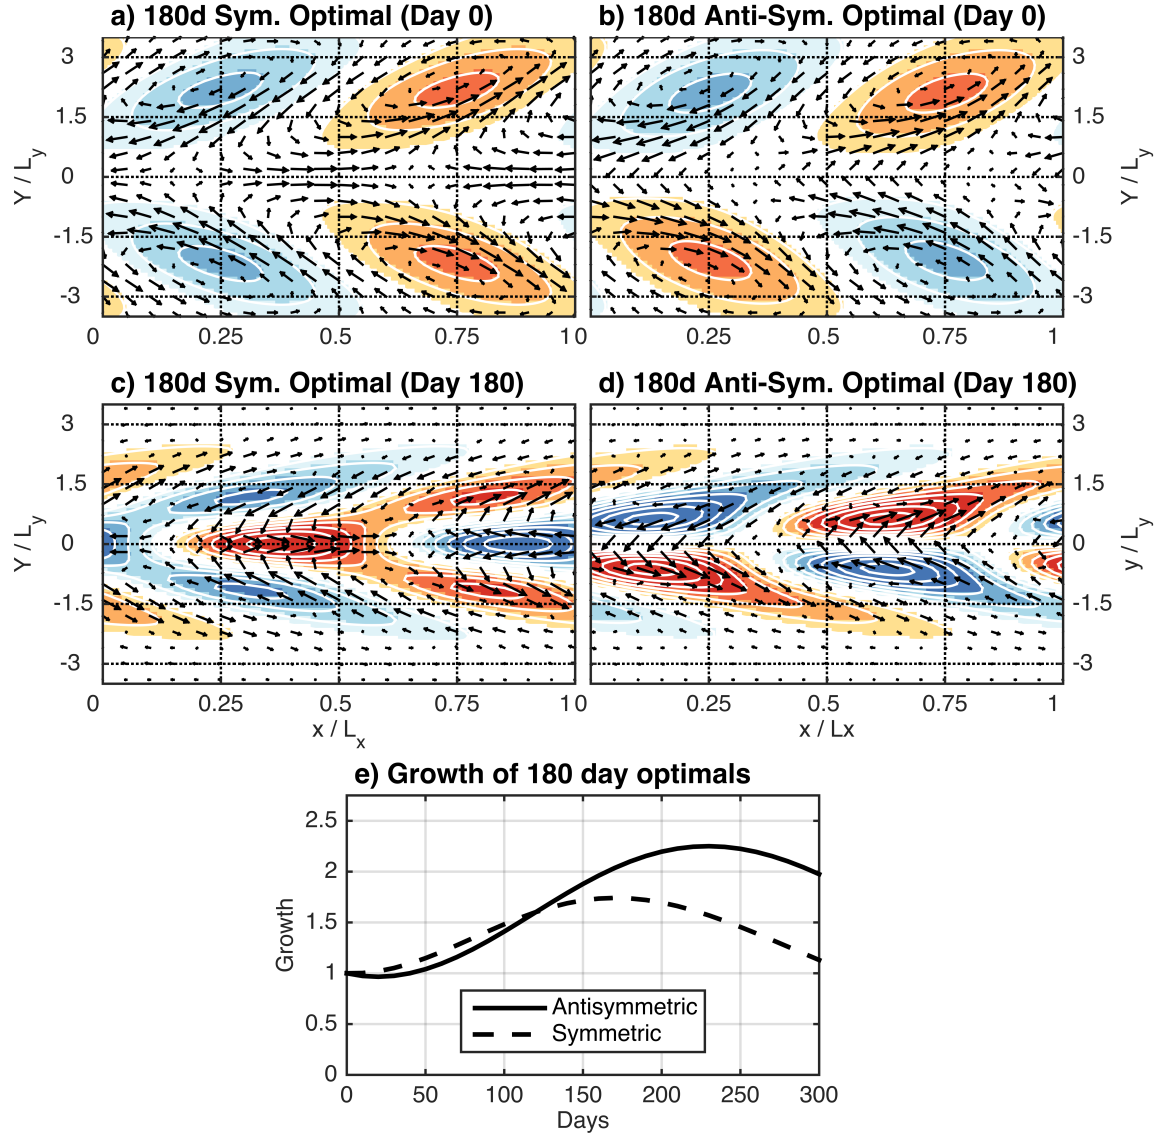 a) 180d Sym. Optimal (Day 0)
b) 180d Anti-Sym. Optimal (Day 0)
3
1.5
0
-1.5
-3
Y / Ly
3
1.5
0
-1.5
-3
Y / Ly
0 0.25 0.5 0.75 1
0 0.25 0.5 0.75 1
c) 180d Sym. Optimal (Day 180)
d) 180d Anti-Sym. Optimal (Day 180)
3
1.5
0
-1.5
-3
Y / Ly
3
1.5
0
-1.5
-3
y / Ly
0 0.25 0.5 0.75 1
0 0.25 0.5 0.75 1
x / Lx
x / Lx
e) Growth of 180 day optimals
2.5
2
1.5
1
0.5
0
Growth
Antisymmetric
Symmetric
0 50 100 150 200 250 300
Days